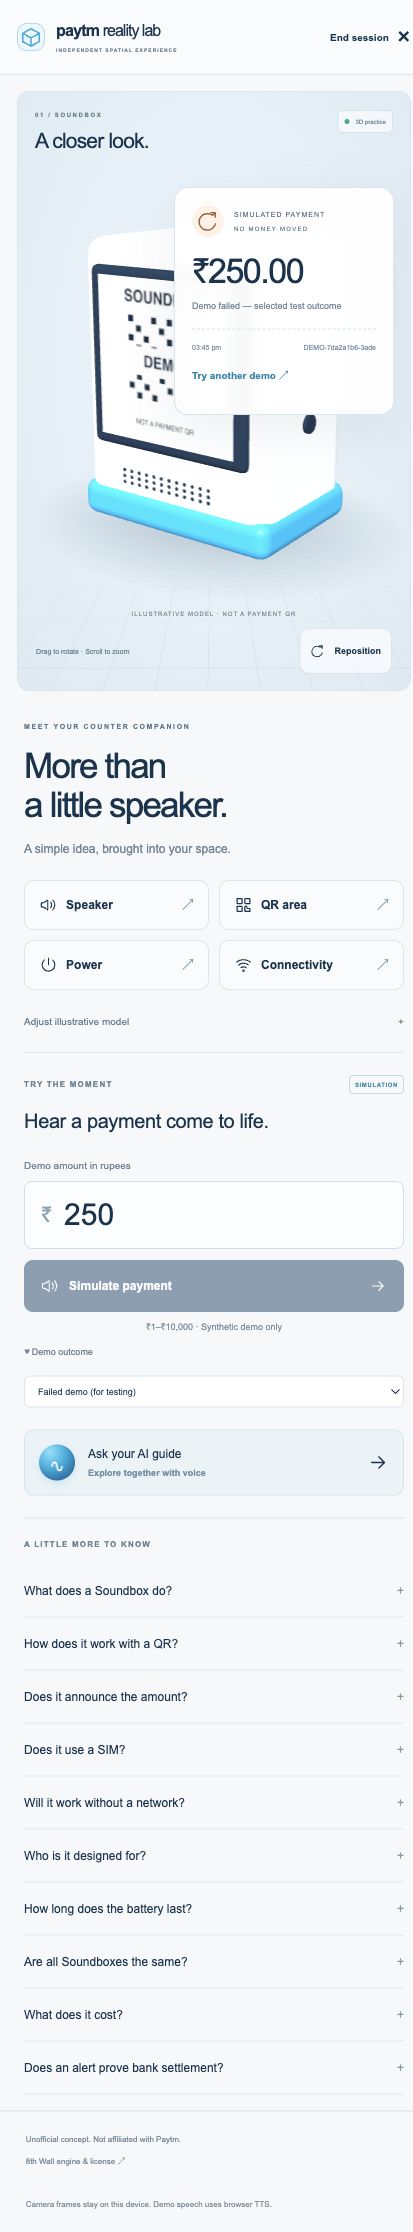 paytm reality lab
INDEPENDENT SPATIAL EXPERIENCE
End session ✕
01 / SOUNDBOX
3D practice
A closer look.
SIMULATED PAYMENT
NO MONEY MOVED
₹250.00
Demo failed — selected test outcome
03:45 pm
DEMO-7da2a1b6-3ade
Try another demo ↗
SOUND
DEM
NOT A PAYMENT QR
ILLUSTRATIVE MODEL · NOT A PAYMENT QR
Drag to rotate · Scroll to zoom
Reposition
MEET YOUR COUNTER COMPANION
More than
a little speaker.
A simple idea, brought into your space.
Speaker ↗
QR area ↗
Power ↗
Connectivity ↗
Adjust illustrative model +
TRY THE MOMENT
SIMULATION
Hear a payment come to life.
Demo amount in rupees
₹ 250
Simulate payment →
₹1–₹10,000 · Synthetic demo only
▼ Demo outcome
Failed demo (for testing)
Ask your AI guide
Explore together with voice →
A LITTLE MORE TO KNOW
What does a Soundbox do? +
How does it work with a QR? +
Does it announce the amount? +
Does it use a SIM? +
Will it work without a network? +
Who is it designed for? +
How long does the battery last? +
Are all Soundboxes the same? +
What does it cost? +
Does an alert prove bank settlement? +
Unofficial concept. Not affiliated with Paytm.
8th Wall engine & license ↗
Camera frames stay on this device. Demo speech uses browser TTS.